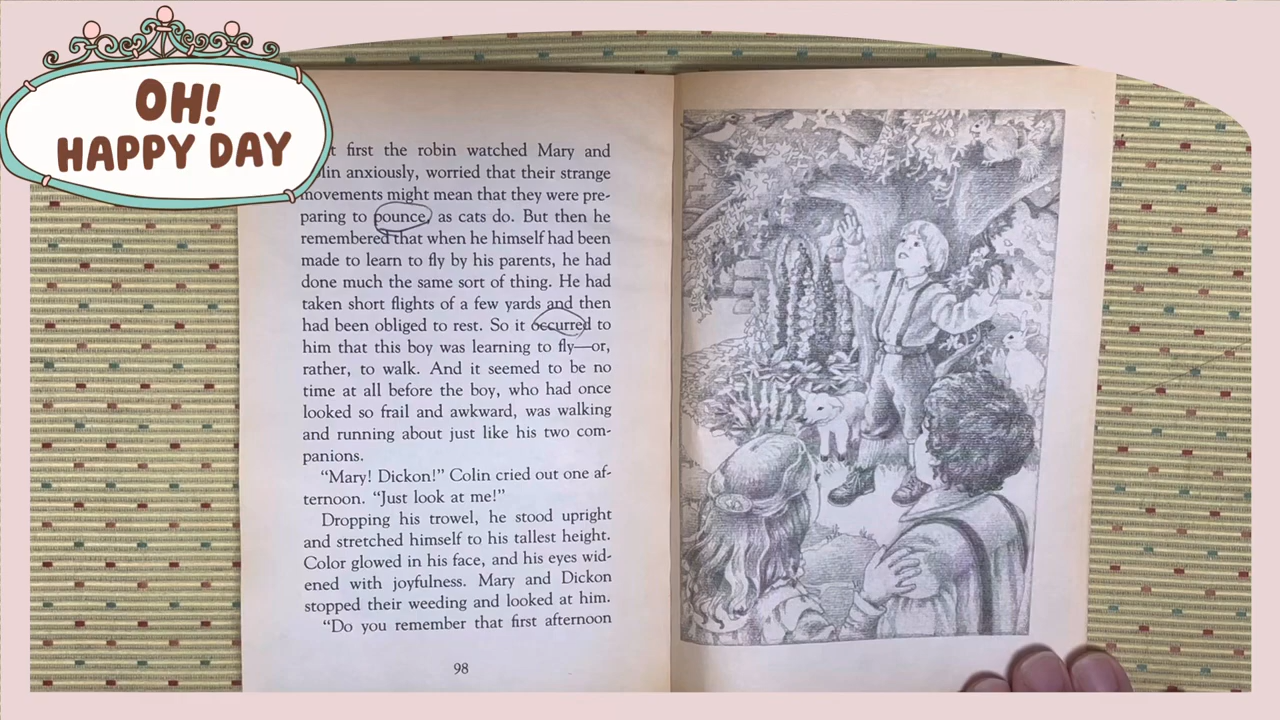 OH!
HAPPY DAY
first the robin watched Mary and
anxiously, worried that their strange
movements might mean that they were pre-
paring to pounce, as cats do. But then he
remembered that when he himself had been
made to learn to fly by his parents, he had
done much the same sort of thing. He had
taken short flights of a few yards and then
had been obliged to rest. So it occurred to
him that this boy was learning to fly—or,
rather, to walk. And it seemed to be no
time at all before the boy, who had once
looked so frail and awkward, was walking
and running about just like his two com-
panions.
“Mary! Dickon!” Colin cried out one af-
ternoon. “Just look at me!”
Dropping his trowel, he stood upright
and stretched himself to his tallest height.
Color glowed in his face, and his eyes wid-
ened with joyfulness. Mary and Dickon
stopped their weeding and looked at him.
“Do you remember that first afternoon
98